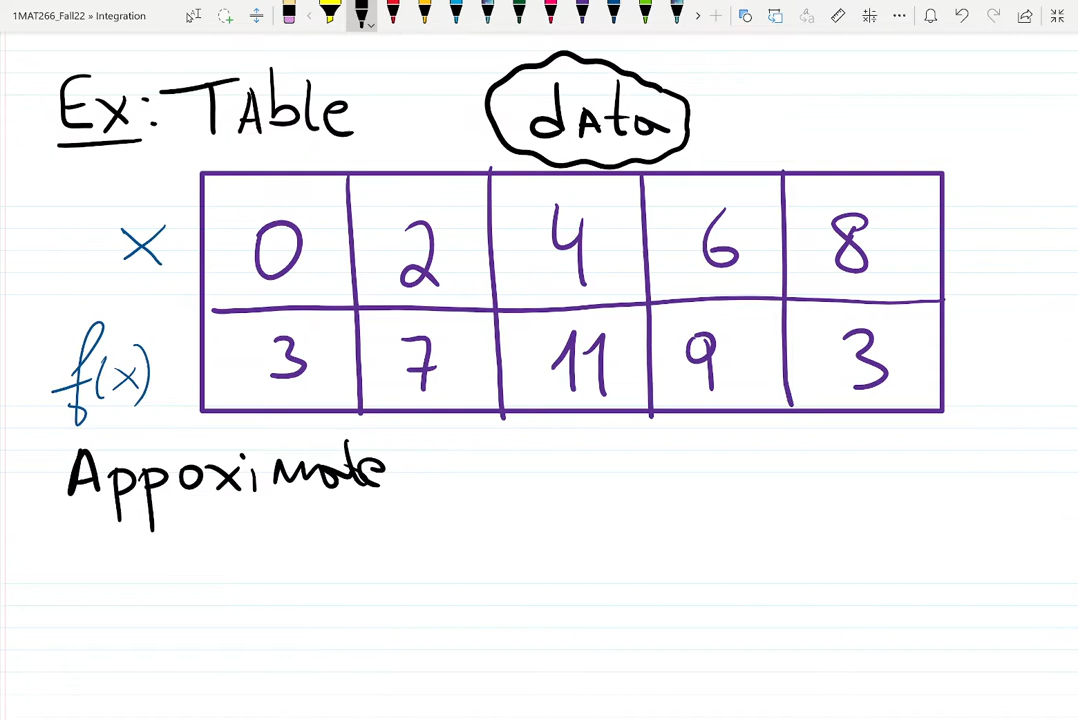 1MAT266_Fall22 » Integration
Ex: TAble
dAta
x 0 2 4 6 8
f(x) 3 7 11 9 3
Appoximate